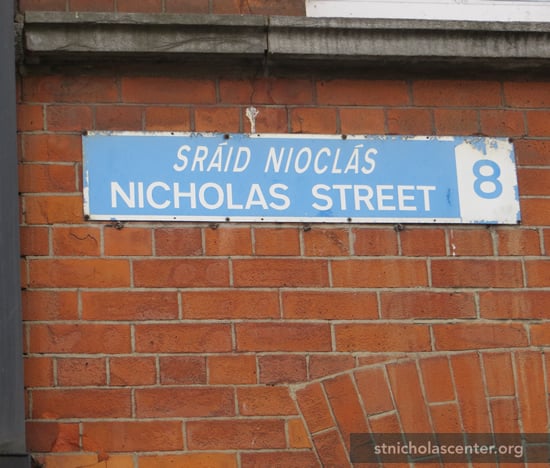 SRÁID NIOCLÁS
NICHOLAS STREET
8
stnicholascenter.org